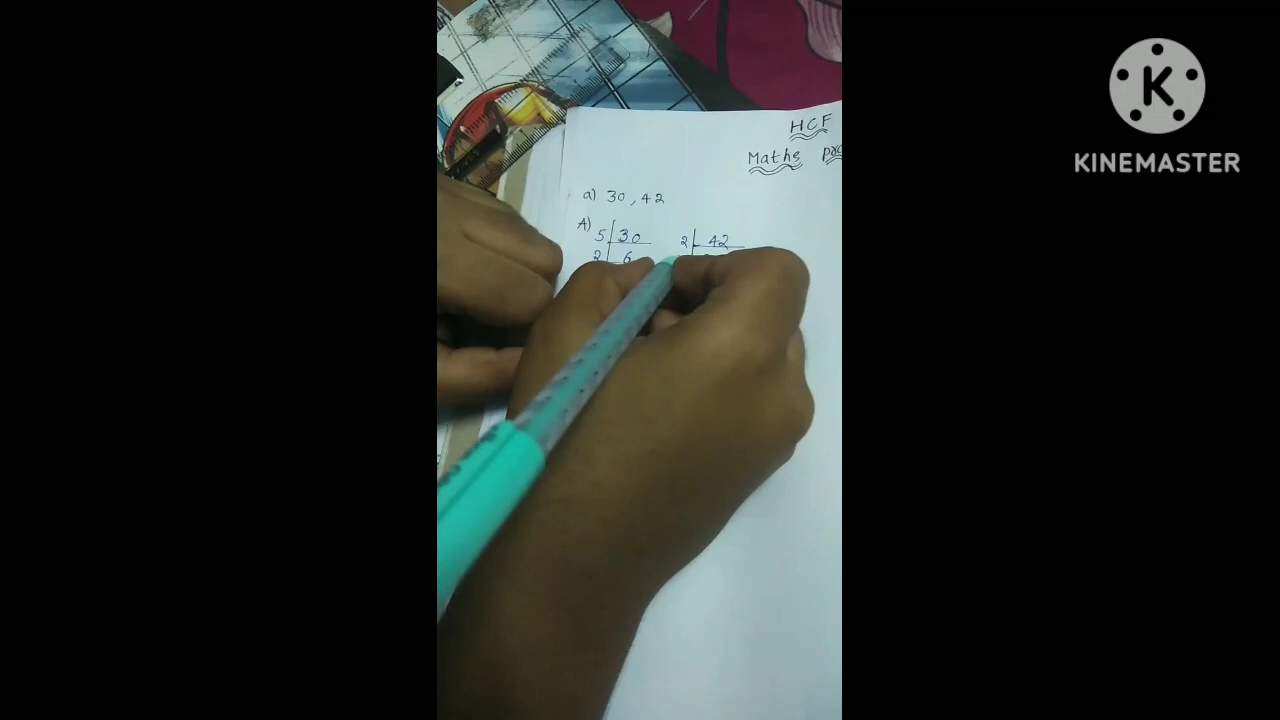 HCF
Maths
a) 30, 42
A)
5 | 30 2 | 42
2 | 6
K
KINEMASTER